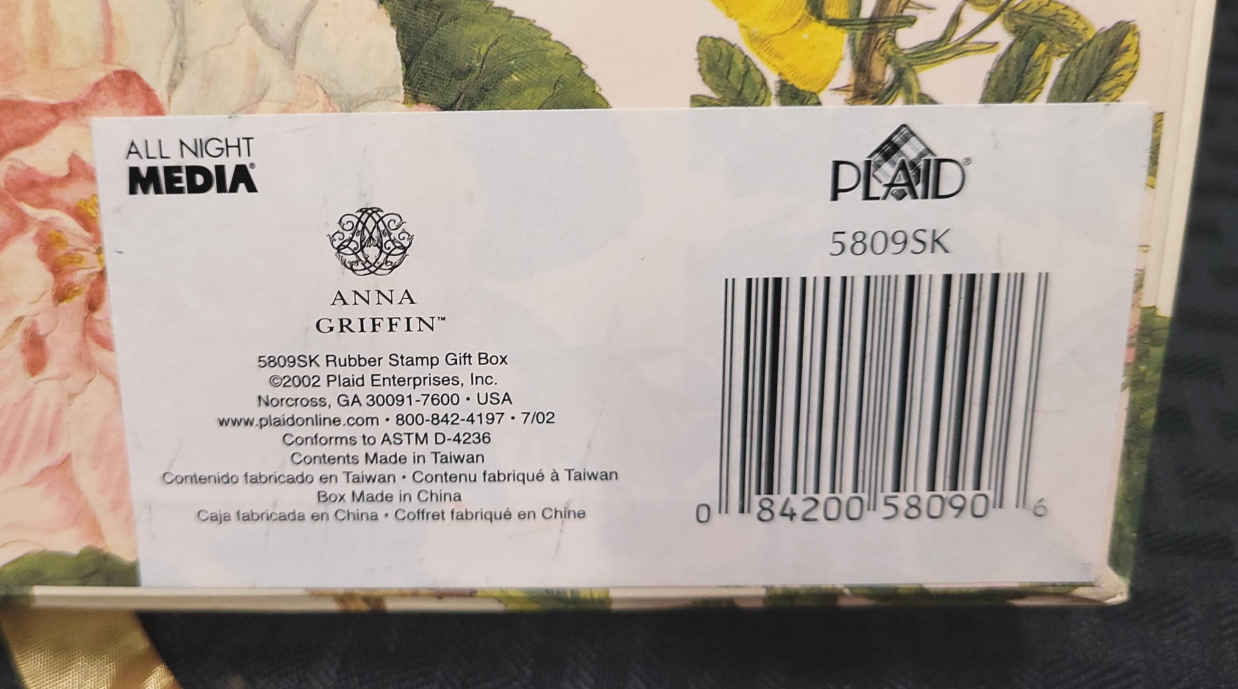 ALL NIGHT
MEDIA®
ANNA
GRIFFIN™
5809SK Rubber Stamp Gift Box
©2002 Plaid Enterprises, Inc.
Norcross, GA 30091-7600 • USA
www.plaidonline.com • 800-842-4197 • 7/02
Conforms to ASTM D-4236
Contents Made in Taiwan
Contenido fabricado en Taiwan • Contenu fabriqué à Taiwan
Box Made in China
Caja fabricada en China • Coffret fabriqué en Chine
PLAID®
5809SK
0 84200 58090 6